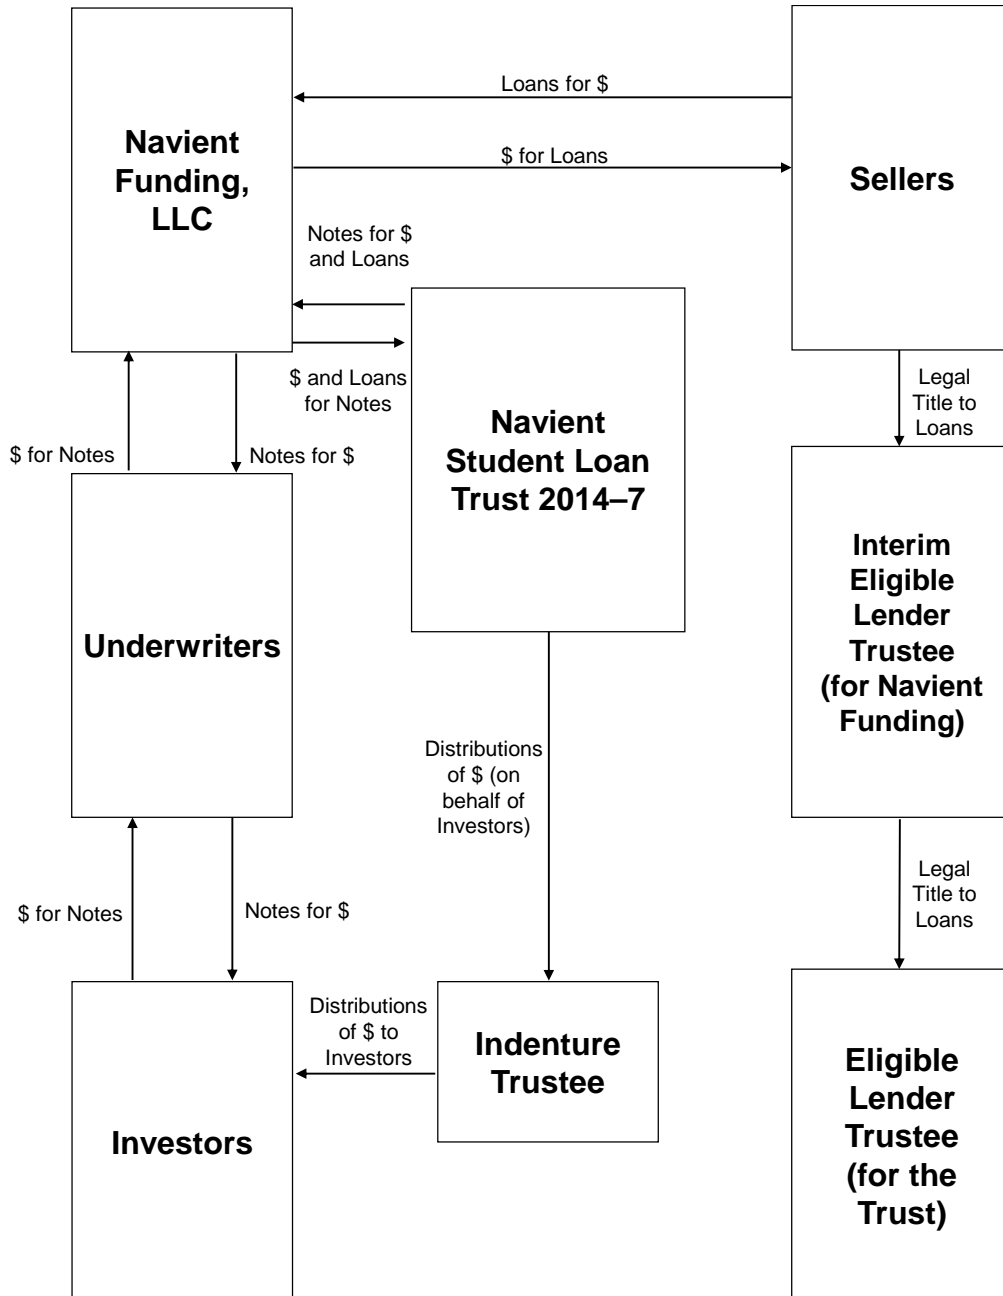 Loans for $
Navient
Funding,
LLC
$ for Loans
Sellers
Notes for $
and Loans
$ and Loans
for Notes
Legal
Title to
Loans
Navient
Student Loan
Trust 2014–7
$ for Notes
Notes for $
Underwriters
Interim
Eligible
Lender
Trustee
(for Navient
Funding)
Distributions
of $ (on
behalf of
Investors)
$ for Notes
Notes for $
Legal
Title to
Loans
Distributions
of $ to
Investors
Indenture
Trustee
Investors
Eligible
Lender
Trustee
(for the
Trust)